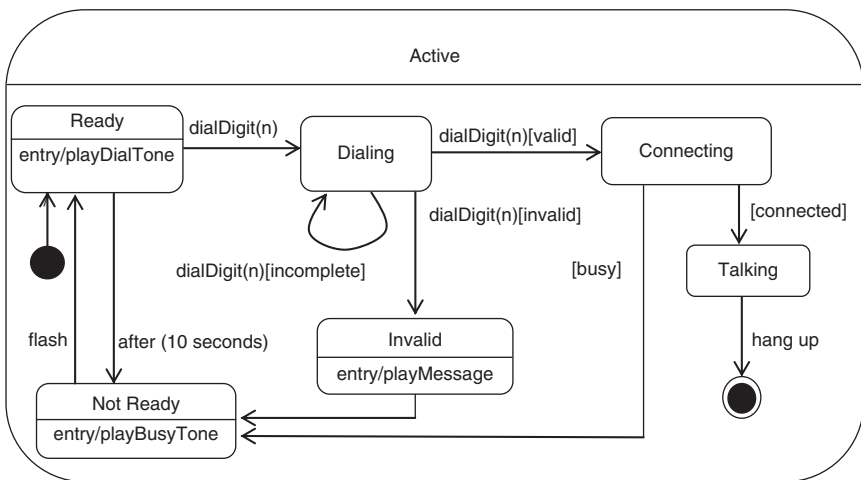 Active
Ready
entry/playDialTone
dialDigit(n)
Dialing
dialDigit(n)[valid]
Connecting
dialDigit(n)[incomplete]
dialDigit(n)[invalid]
[connected]
[busy]
Talking
flash
after (10 seconds)
Invalid
entry/playMessage
hang up
Not Ready
entry/playBusyTone